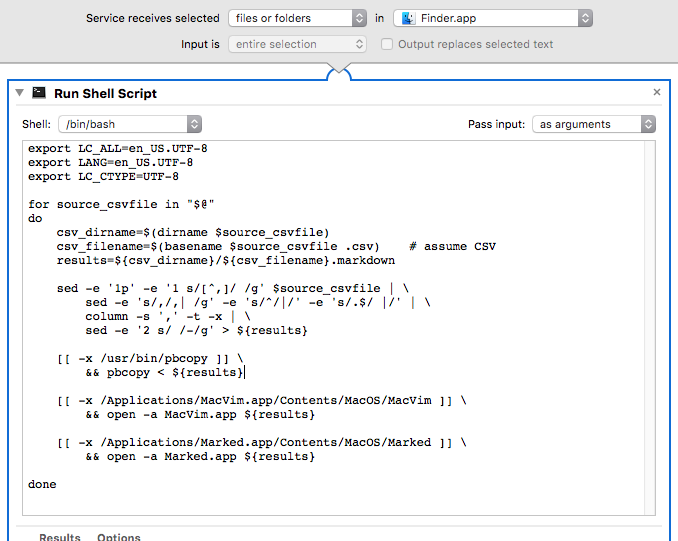 Service receives selected files or folders in Finder.app
Input is entire selection Output replaces selected text
Run Shell Script
Shell: /bin/bash Pass input: as arguments
export LC_ALL=en_US.UTF-8
export LANG=en_US.UTF-8
export LC_CTYPE=UTF-8
for source_csvfile in "$@"
do
    csv_dirname=$(dirname $source_csvfile)
    csv_filename=$(basename $source_csvfile .csv)    # assume CSV
    results=${csv_dirname}/${csv_filename}.markdown
    sed -e '1p' -e '1 s/[^,]/ /g' $source_csvfile | \
        sed -e 's/,/,| /g' -e 's/^/|/' -e 's/.$/ |/' | \
        column -s ',' -t -x | \
        sed -e '2 s/ /-/g' > ${results}
    [[ -x /usr/bin/pbcopy ]] \
        && pbcopy < ${results}
    [[ -x /Applications/MacVim.app/Contents/MacOS/MacVim ]] \
        && open -a MacVim.app ${results}
    [[ -x /Applications/Marked.app/Contents/MacOS/Marked ]] \
        && open -a Marked.app ${results}
done
Results Options